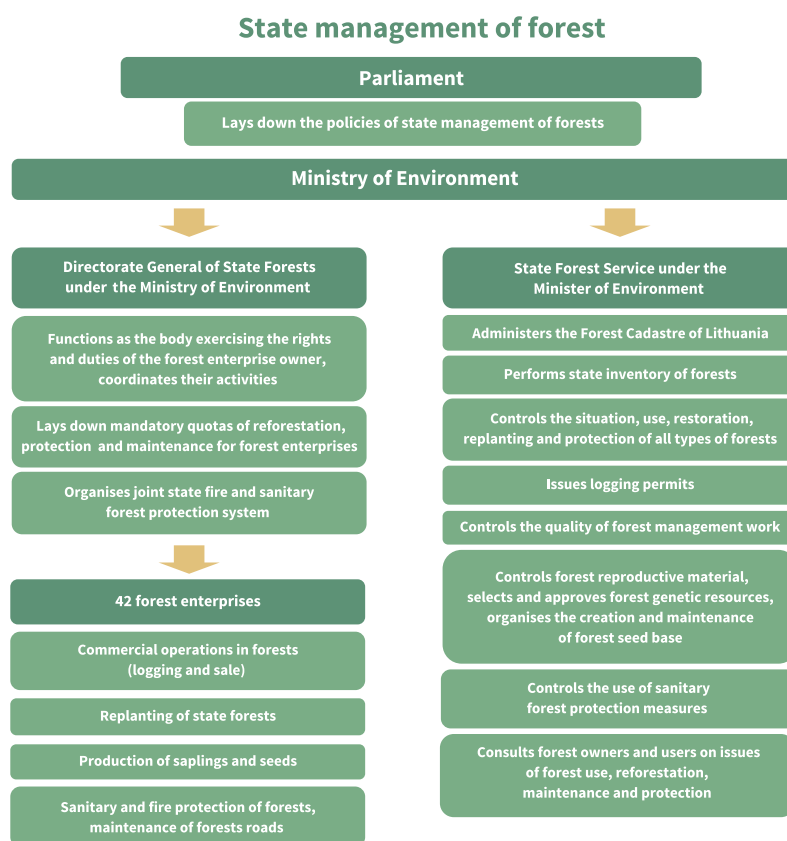 State management of forest
Parliament
Lays down the policies of state management of forests
Ministry of Environment
Directorate General of State Forests
under the Ministry of Environment
Functions as the body exercising the rights
and duties of the forest enterprise owner,
coordinates their activities
Lays down mandatory quotas of reforestation,
protection and maintenance for forest enterprises
Organises joint state fire and sanitary
forest protection system
42 forest enterprises
Commercial operations in forests
(logging and sale)
Replanting of state forests
Production of saplings and seeds
Sanitary and fire protection of forests,
maintenance of forests roads
State Forest Service under the
Minister of Environment
Administers the Forest Cadastre of Lithuania
Performs state inventory of forests
Controls the situation, use, restoration,
replanting and protection of all types of forests
Issues logging permits
Controls the quality of forest management work
Controls forest reproductive material,
selects and approves forest genetic resources,
organises the creation and maintenance
of forest seed base
Controls the use of sanitary
forest protection measures
Consults forest owners and users on issues
of forest use, reforestation,
maintenance and protection